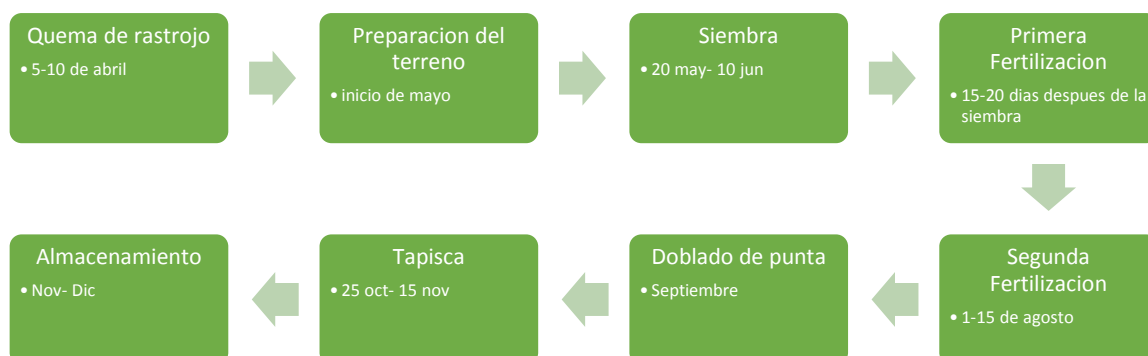 Quema de rastrojo
• 5-10 de abril
Preparacion del
terreno
• inicio de mayo
Siembra
• 20 may- 10 jun
Primera
Fertilizacion
• 15-20 dias despues de la
siembra
Segunda
Fertilizacion
• 1-15 de agosto
Doblado de punta
• Septiembre
Tapisca
• 25 oct- 15 nov
Almacenamiento
• Nov- Dic